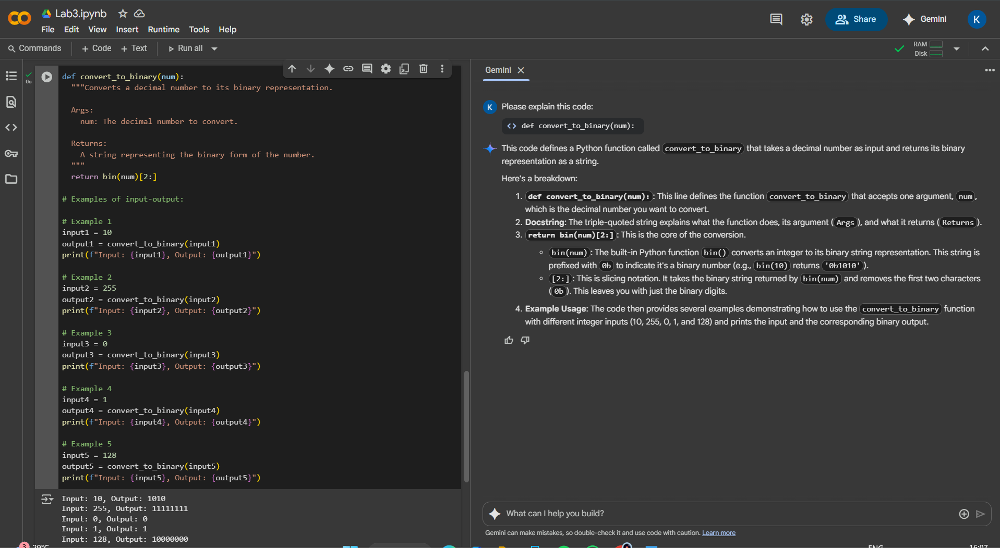 Lab3.ipynb
File Edit View Insert Runtime Tools Help
Share
Gemini
K
Commands + Code + Text Run all
RAM
Disk
0s
def convert_to_binary(num):
"""Converts a decimal number to its binary representation.
Args:
num: The decimal number to convert.
Returns:
A string representing the binary form of the number.
"""
return bin(num)[2:]
# Examples of input-output:
# Example 1
input1 = 10
output1 = convert_to_binary(input1)
print(f"Input: {input1}, Output: {output1}")
# Example 2
input2 = 255
output2 = convert_to_binary(input2)
print(f"Input: {input2}, Output: {output2}")
# Example 3
input3 = 0
output3 = convert_to_binary(input3)
print(f"Input: {input3}, Output: {output3}")
# Example 4
input4 = 1
output4 = convert_to_binary(input4)
print(f"Input: {input4}, Output: {output4}")
# Example 5
input5 = 128
output5 = convert_to_binary(input5)
print(f"Input: {input5}, Output: {output5}")
Input: 10, Output: 1010
Input: 255, Output: 11111111
Input: 0, Output: 0
Input: 1, Output: 1
Input: 128, Output: 10000000
Gemini
K
Please explain this code:
<> def convert_to_binary(num):
This code defines a Python function called convert_to_binary that takes a decimal number as input and returns its binary
representation as a string.
Here's a breakdown:
1. def convert_to_binary(num): : This line defines the function convert_to_binary that accepts one argument, num,
which is the decimal number you want to convert.
2. Docstring: The triple-quoted string explains what the function does, its argument (Args), and what it returns (Returns).
3. return bin(num)[2:]: This is the core of the conversion.
◦ bin(num): The built-in Python function bin() converts an integer to its binary string representation. This string is
prefixed with 0b to indicate it's a binary number (e.g., bin(10) returns '0b1010').
◦ [2:]: This is slicing notation. It takes the binary string returned by bin(num) and removes the first two characters
(0b). This leaves you with just the binary digits.
4. Example Usage: The code then provides several examples demonstrating how to use the convert_to_binary function
with different integer inputs (10, 255, 0, 1, and 128) and prints the input and the corresponding binary output.
What can I help you build?
Gemini can make mistakes, so double-check it and use code with caution. Learn more
3
29°C
ENG
16:07